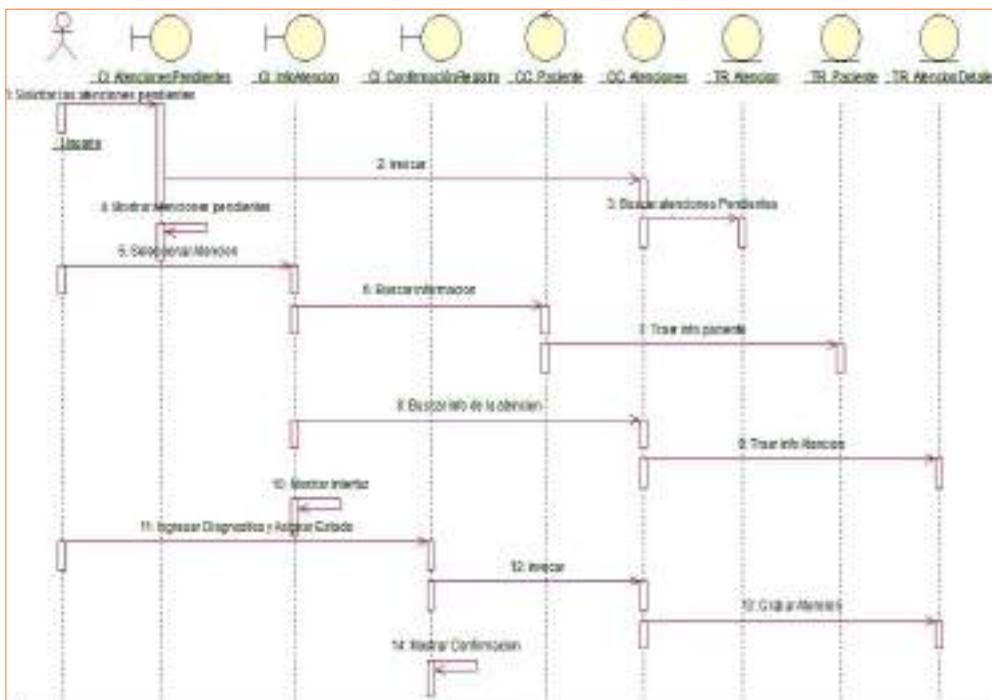 CI_AtencionesPendientes
CI_InfoAtencion
CI_ConfirmaciónRegistro
CC_Paciente
CC_Atenciones
TR_Atencion
TR_Paciente
TR_AtencionDetalle
1: Solicitar las atenciones pendientes
: Usuario
2: Invocar
3: Buscar atenciones Pendientes
4: Mostrar atenciones pendientes
5: Seleccionar Atencion
6: Buscar informacion
7: Traer info paciente
8: Buscar info de la atencion
9: Traer info Atencion
10: Mostrar Interfaz
11: Ingresar Diagnostico y Asignar Estado
12: Invocar
13: Grabar Atencion
14: Mostrar Confirmacion